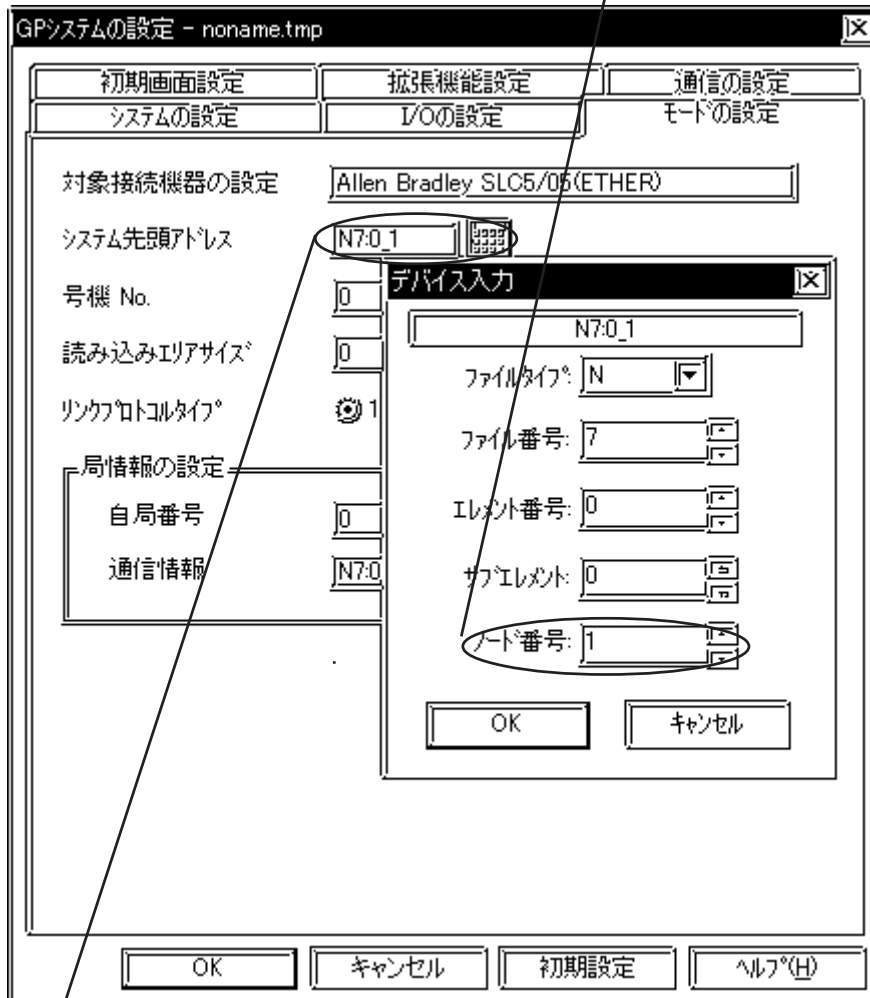 GPシステムの設定 - noname.tmp
初期画面設定 拡張機能設定 通信の設定
システムの設定 I/Oの設定 モードの設定
対象接続機器の設定 Allen Bradley SLC5/05(ETHER)
システム先頭アドレス N7:0_1
号機 No. 0
読み込みエリアサイズ 0
リンクプロトコルタイプ 1
局情報の設定
自局番号 0
通信情報 N7:0
デバイス入力
N7:0_1
ファイルタイプ: N
ファイル番号: 7
エレメント番号: 0
サブエレメント: 0
ノード番号: 1
OK キャンセル
OK キャンセル 初期設定 ヘルプ(H)